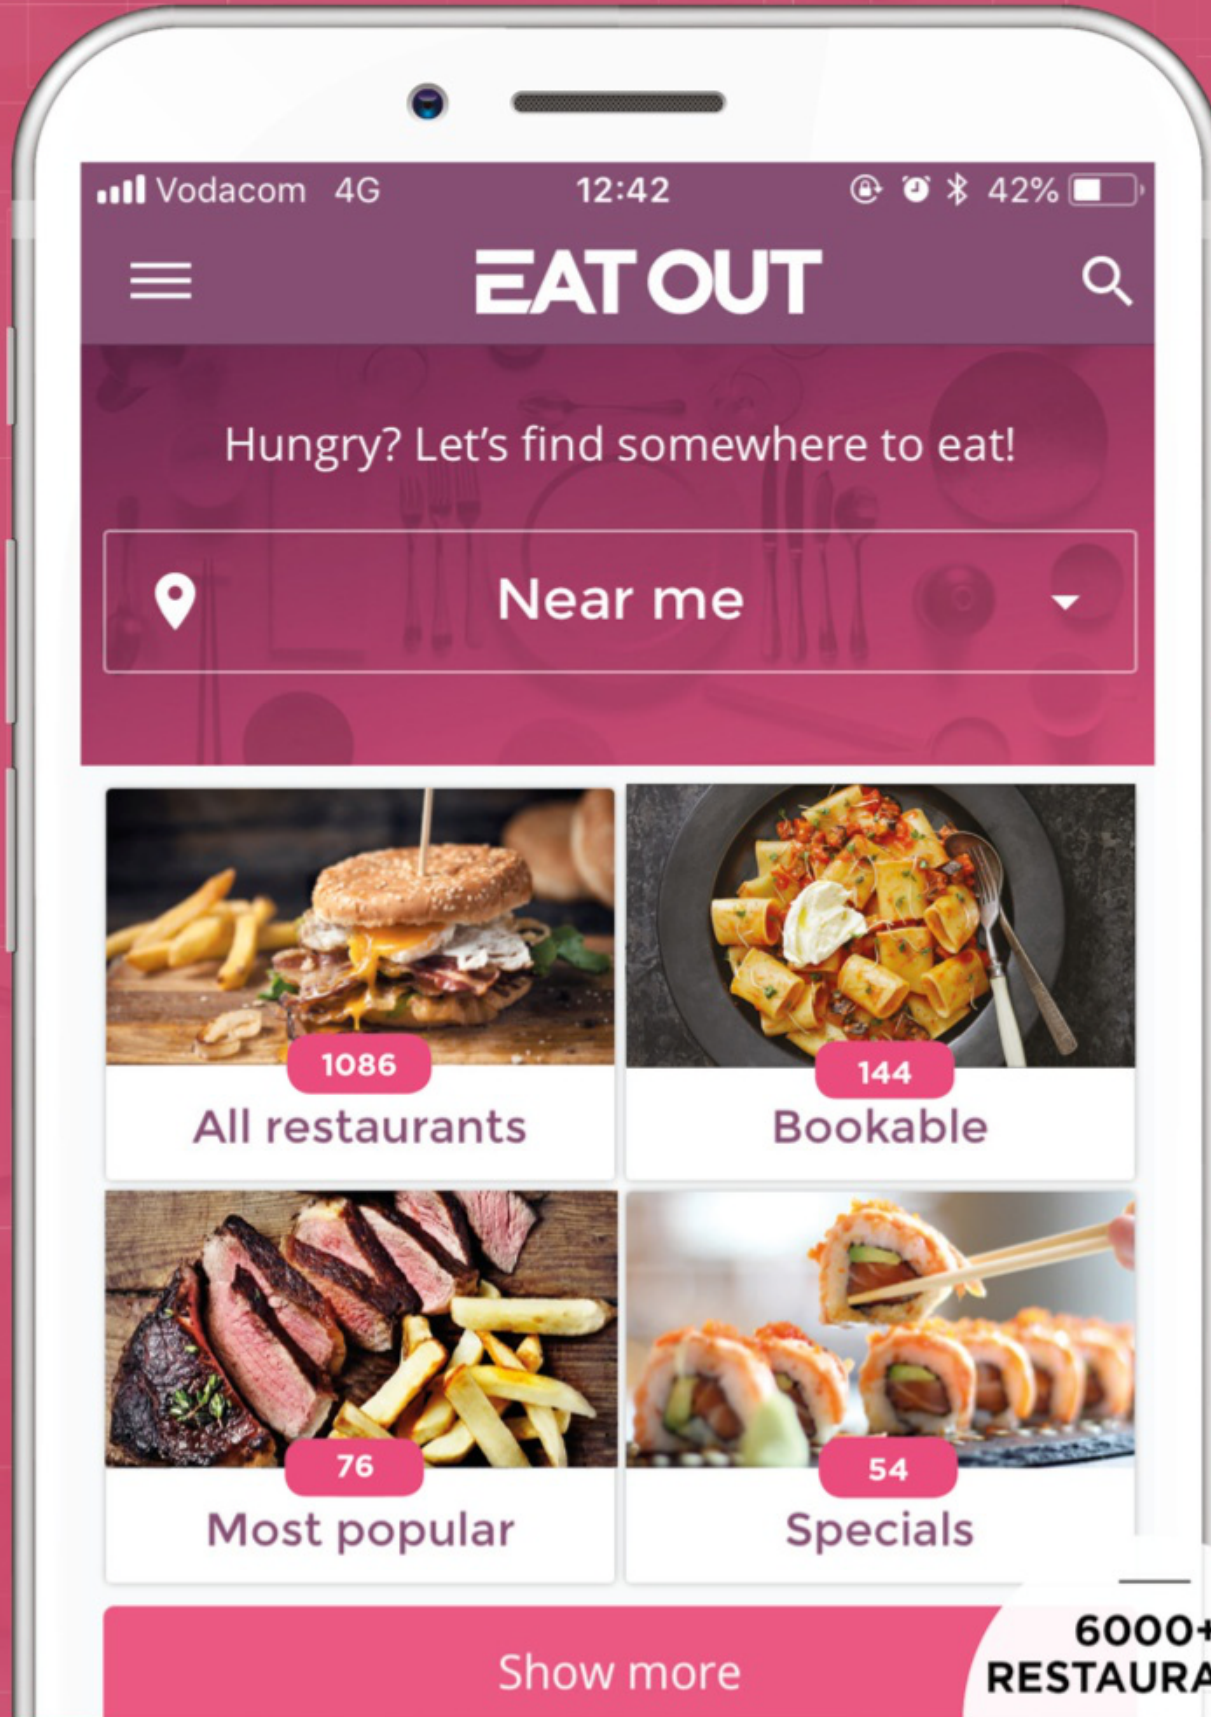 Vodacom 4G 12:42 42%
EAT OUT
Hungry? Let's find somewhere to eat!
Near me
1086
All restaurants
144
Bookable
76
Most popular
54
Specials
Show more
6000+
RESTAURA